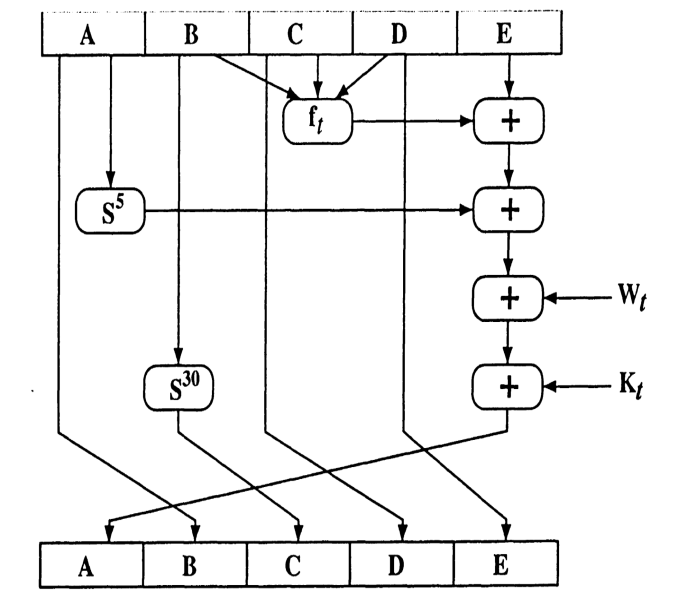 A B C D E
f_t +
S^5 +
+ W_t
S^30 + K_t
A B C D E